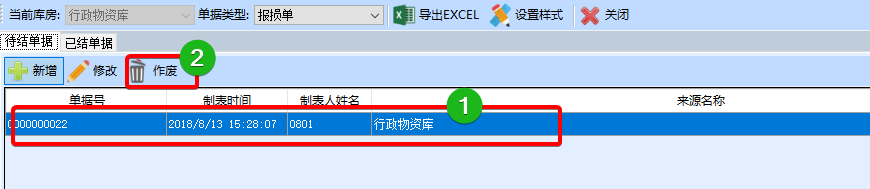 当前库房: 行政物资库 单据类型: 报损单 导出EXCEL 设置样式 关闭
待结单据 已结单据
新增 修改 作废 2
单据号 制表时间 制表人姓名 来源名称
1
0000000022 2018/8/13 15:28:07 0801 行政物资库